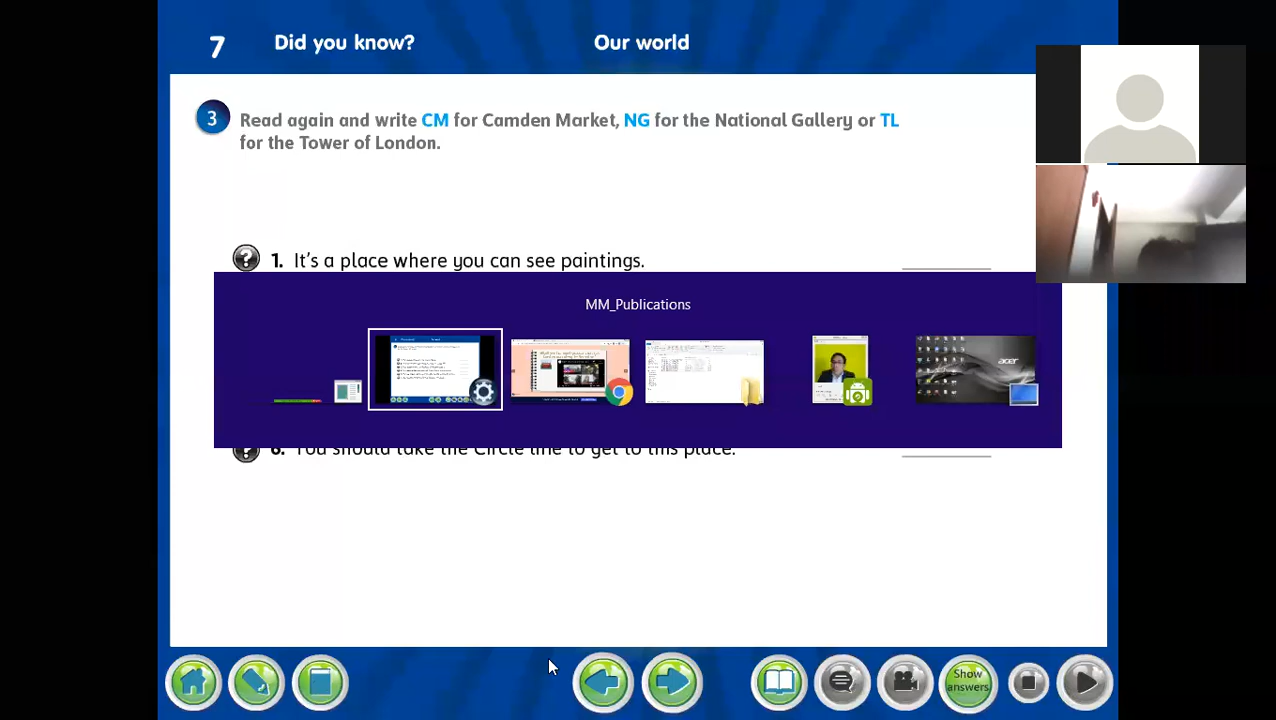 7 Did you know? Our world
3 Read again and write CM for Camden Market, NG for the National Gallery or TL
for the Tower of London.
? 1. It's a place where you can see paintings.
MM_Publications
acer
6. You should take the Circle line to get to this place.
Show
answers